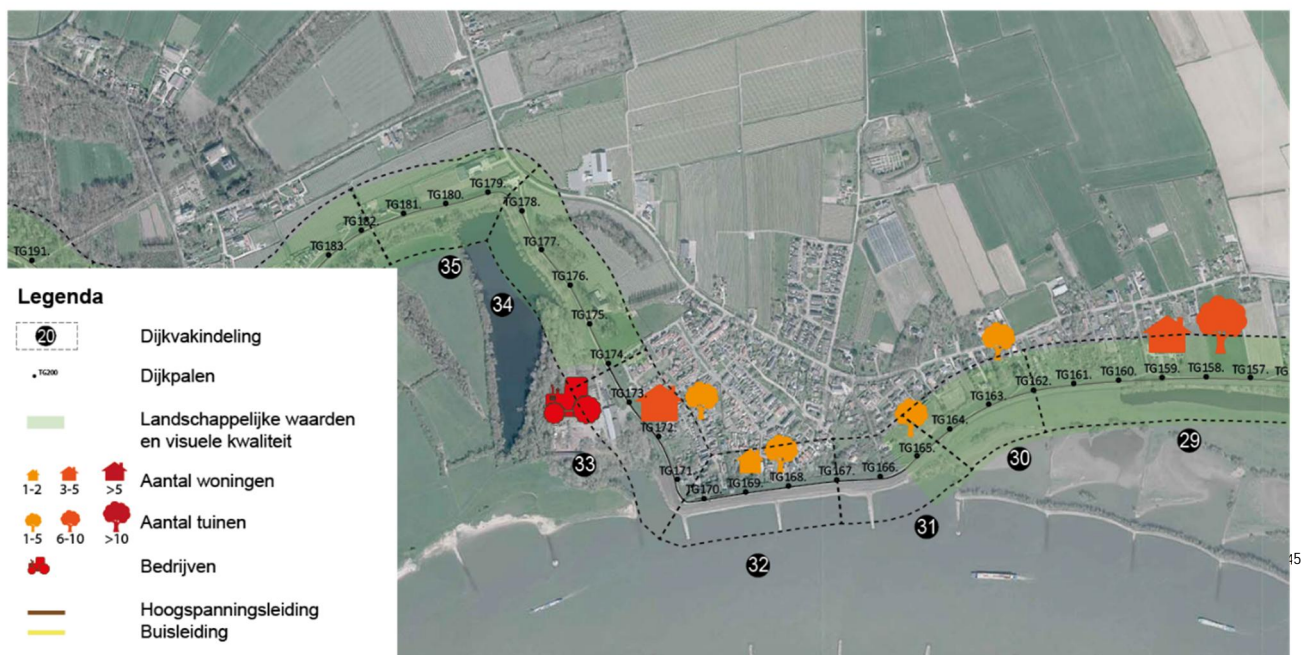 TG179.
TG180.
TG181.
TG178.
TG182.
TG183.
TG177.
TG191.
35
TG176.
34
TG175.
TG174.
TG173.
TG172.
33
TG171.
TG170.
TG169.
TG168.
TG167.
TG166.
32
TG165.
31
TG164.
TG163.
TG162.
30
TG161.
TG160.
TG159.
TG158.
TG157.
29
45
Legenda
20 Dijkvakindeling
TG200 Dijkpalen
Landschappelijke waarden
en visuele kwaliteit
Aantal woningen
1-2 3-5 >5
Aantal tuinen
1-5 6-10 >10
Bedrijven
Hoogspanningsleiding
Buisleiding